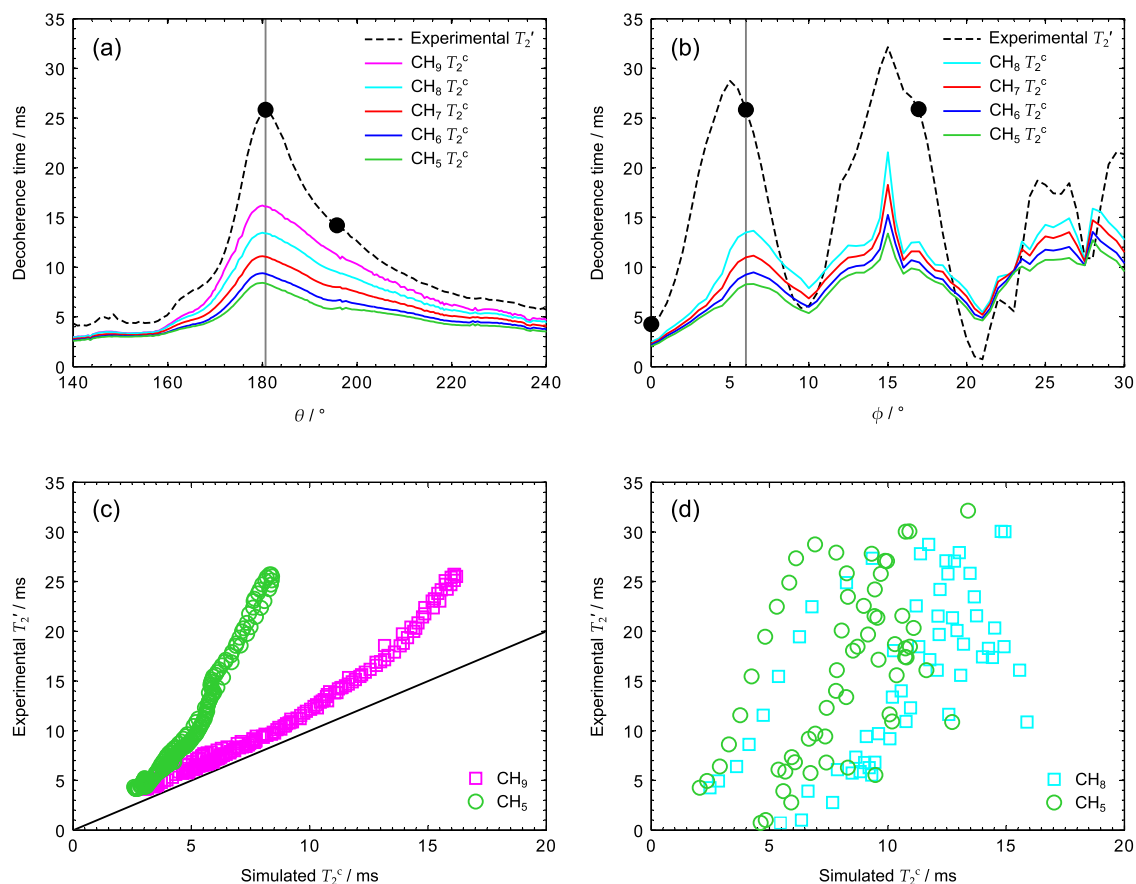 (a)
Experimental T₂′
CH₉ T₂ᶜ
CH₈ T₂ᶜ
CH₇ T₂ᶜ
CH₆ T₂ᶜ
CH₅ T₂ᶜ
Decoherence time / ms
35
30
25
20
15
10
5
0
140 160 180 200 220 240
θ / °
(b)
Experimental T₂′
CH₈ T₂ᶜ
CH₇ T₂ᶜ
CH₆ T₂ᶜ
CH₅ T₂ᶜ
Decoherence time / ms
35
30
25
20
15
10
5
0
0 5 10 15 20 25 30
ϕ / °
(c)
Experimental T₂′ / ms
35
30
25
20
15
10
5
0
CH₉
CH₅
0 5 10 15 20
Simulated T₂ᶜ / ms
(d)
Experimental T₂′ / ms
35
30
25
20
15
10
5
0
CH₈
CH₅
0 5 10 15 20
Simulated T₂ᶜ / ms